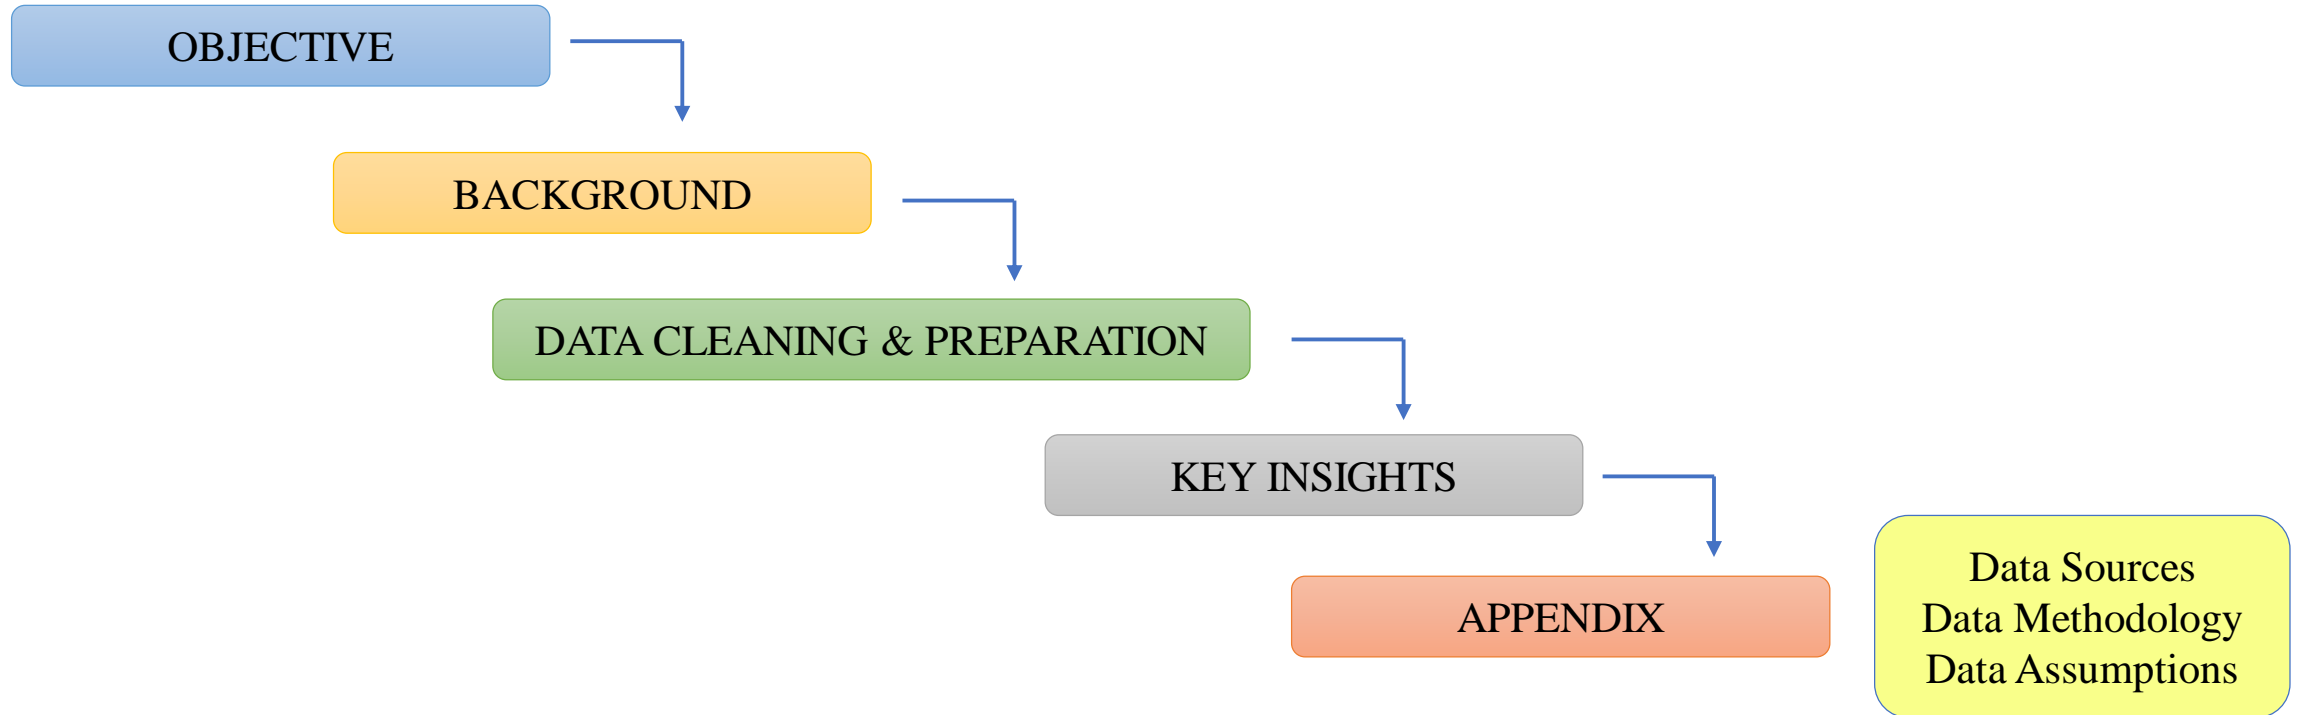 OBJECTIVE
BACKGROUND
DATA CLEANING & PREPARATION
KEY INSIGHTS
APPENDIX
Data Sources
Data Methodology
Data Assumptions